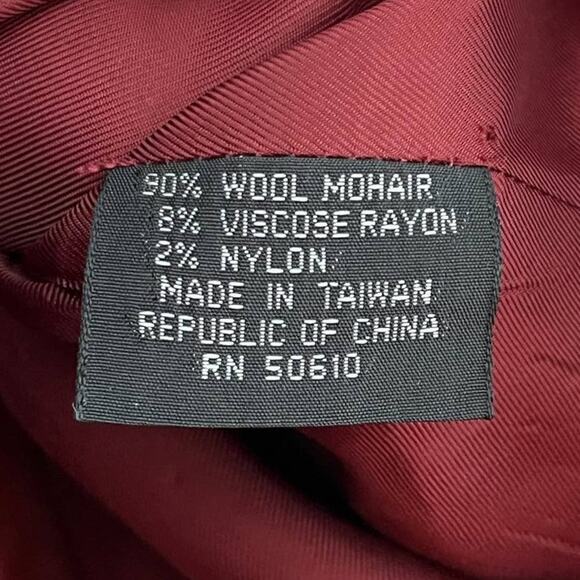 90% WOOL MOHAIR
8% VISCOSE RAYON
2% NYLON
MADE IN TAIWAN
REPUBLIC OF CHINA
RN 50610